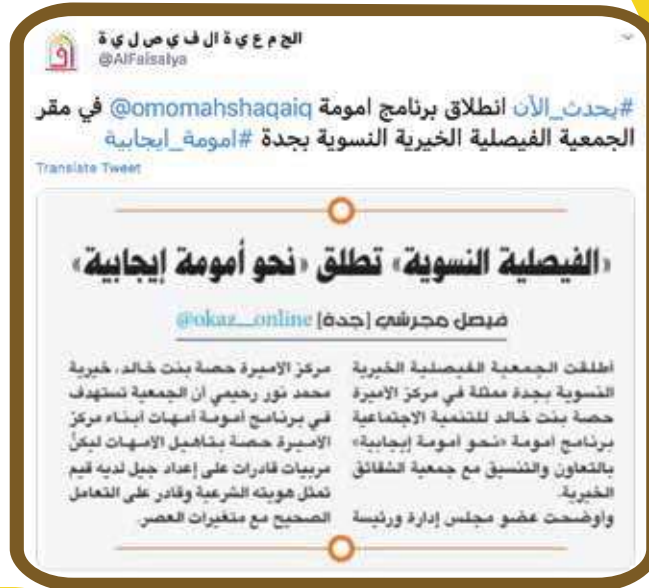 الج م ع ي ة ال ف ي ص ل ي ة
@AlFaisalya
#يحدث_الآن انطلاق برنامج امومة @omomahshaqaiq في مقر
الجمعية الفيصلية الخيرية النسوية بجدة #امومة_ايجابية
Translate Tweet
«الفيصلية النسوية» تطلق «نحو أمومة إيجابية»
فيصل مجرشي [جدة] @okaz_online
أطلقت الجمعية الفيصلية الخيرية
النسوية بجدة ممثلة في مركز الأميرة
حصة بنت خالد للتنمية الاجتماعية
برنامج أمومة «نحو أمومة إيجابية»
بالتعاون والتنسيق مع جمعية الشقائق
الخيرية.
وأوضحت عضو مجلس إدارة ورئيسة
مركز الأميرة حصة بنت خالد، خيرية
محمد نور رحيمي أن الجمعية تستهدف
في برنامج أمومة أمهات أبناء مركز
الأميرة حصة بتأهيل الأمهات ليكنّ
مربيات قادرات على إعداد جيل لديه قيم
تمثل هويته الشرعية وقادر على التعامل
الصحيح مع متغيرات العصر.